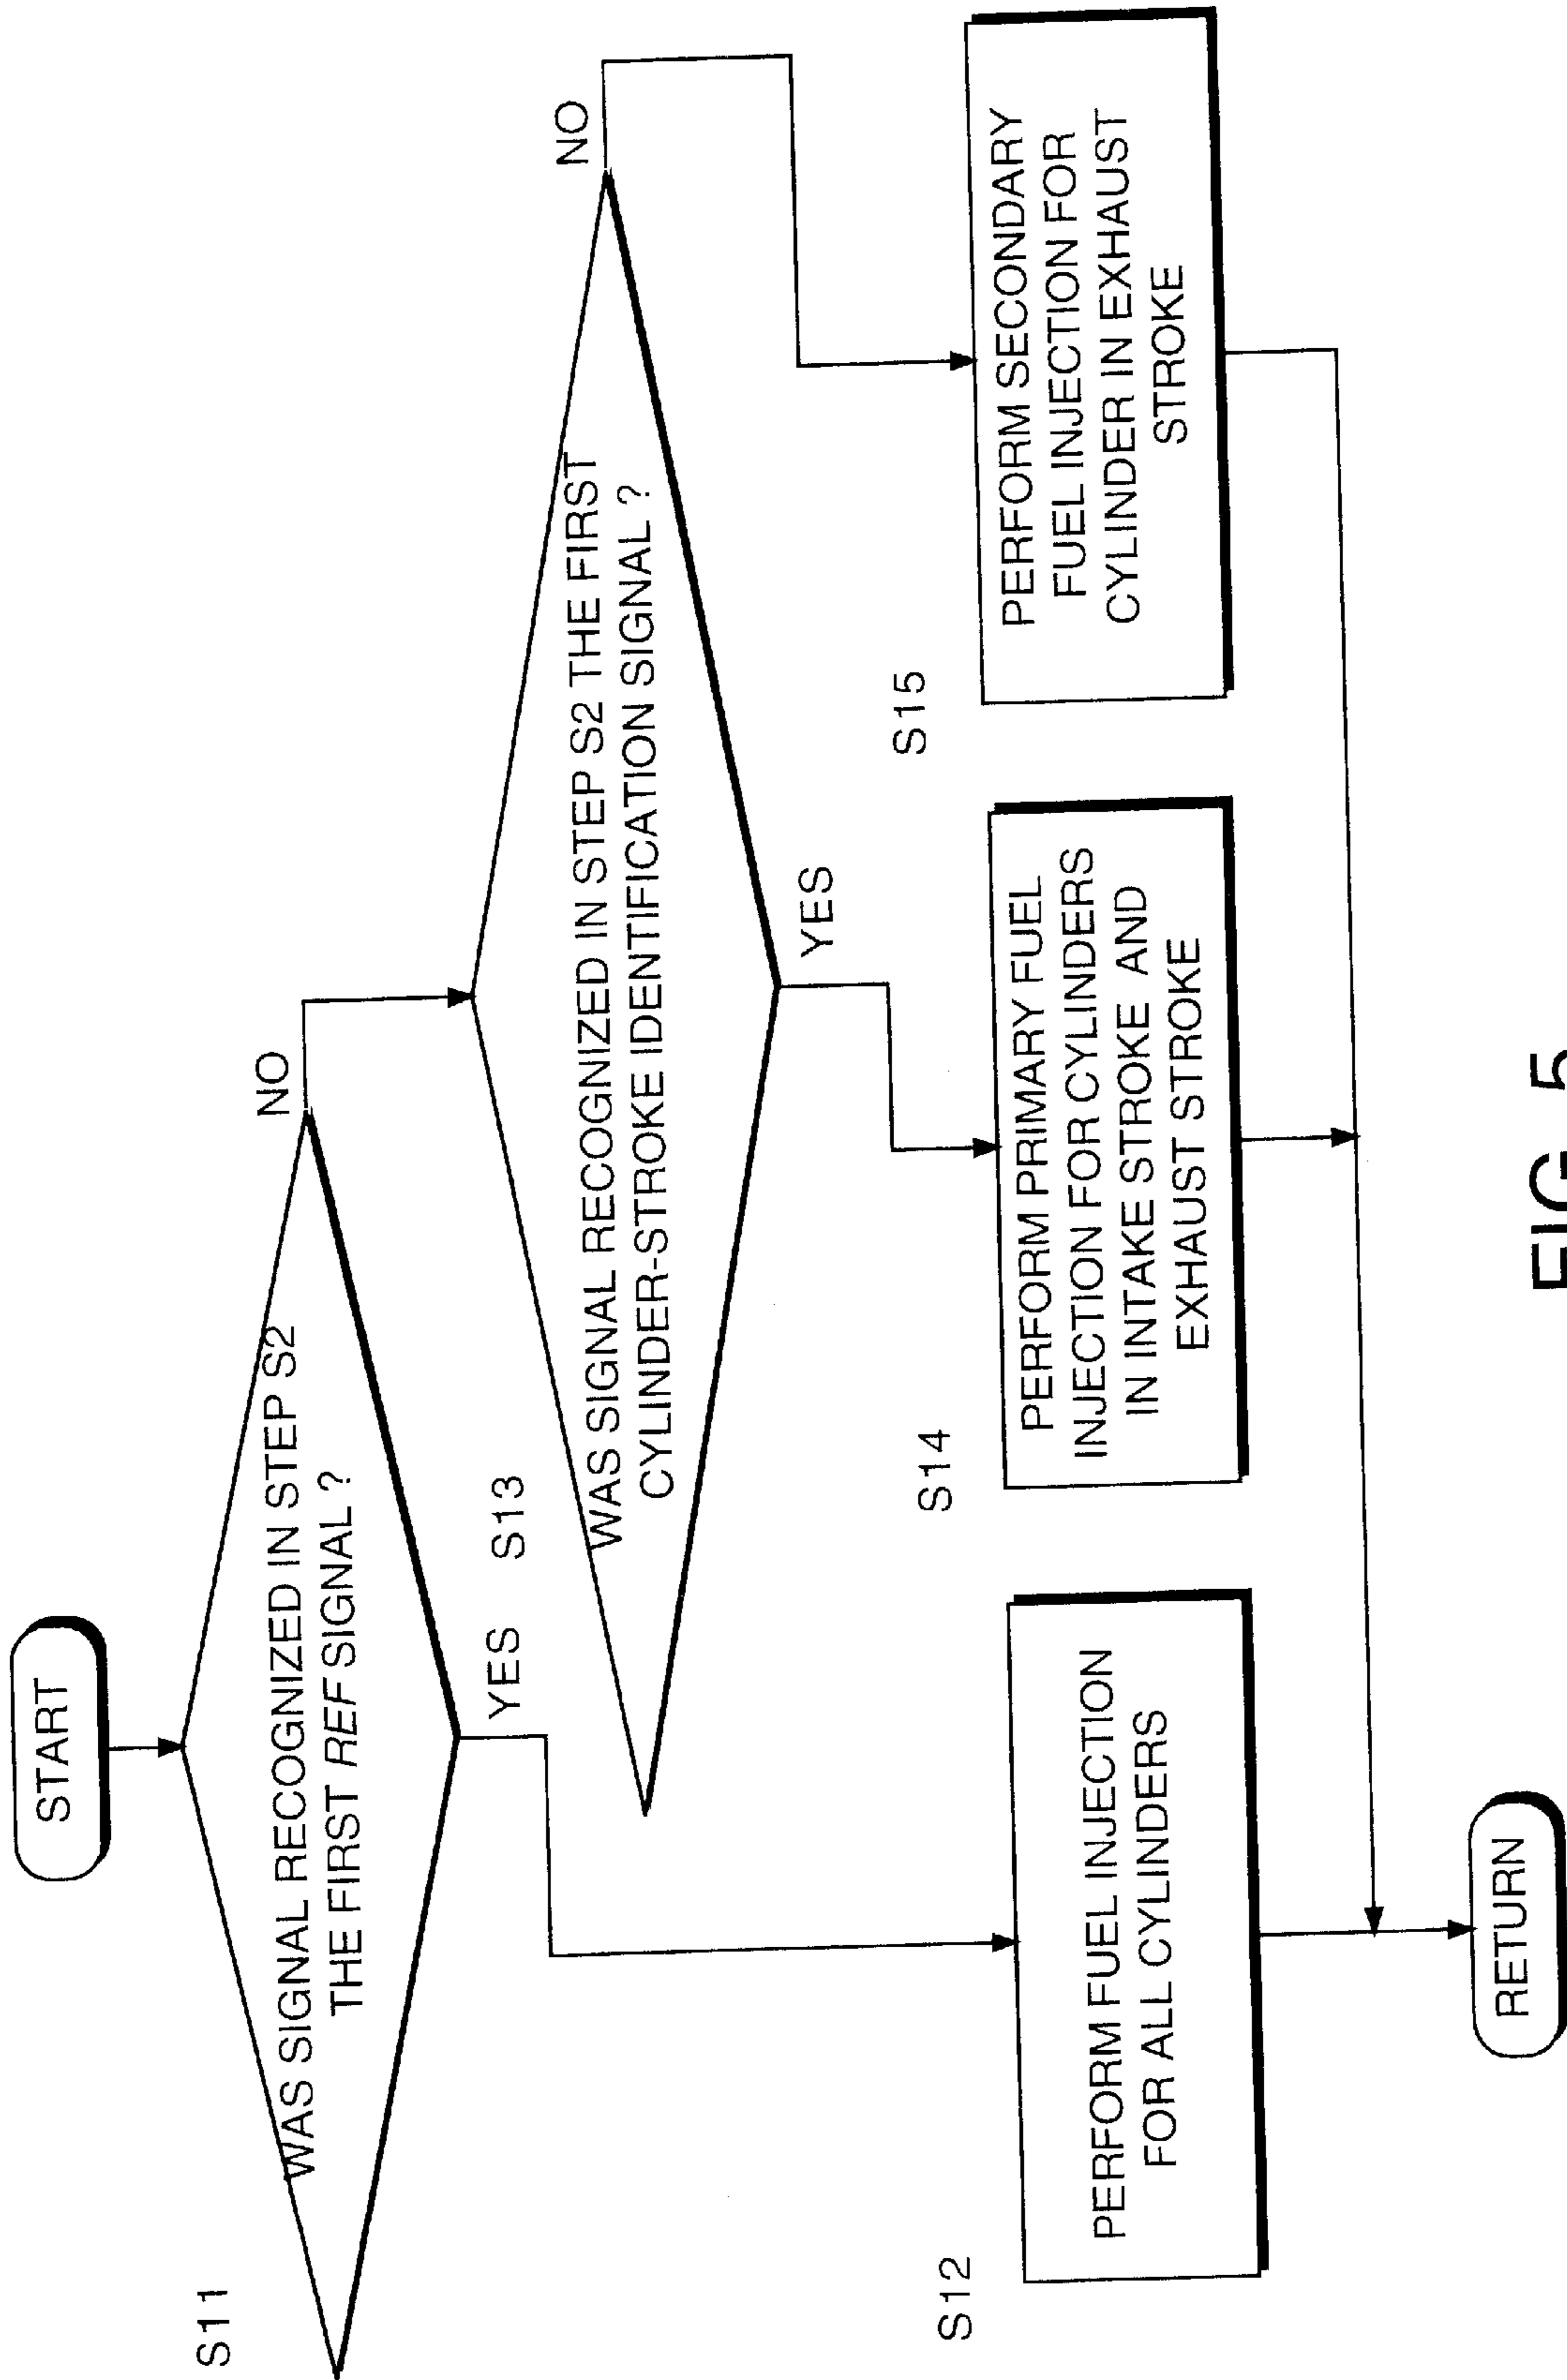 START
S11
WAS SIGNAL RECOGNIZED IN STEP S2
THE FIRST REF SIGNAL ?
NO
YES
S13
WAS SIGNAL RECOGNIZED IN STEP S2 THE FIRST
CYLINDER-STROKE IDENTIFICATION SIGNAL ?
NO
YES
S12
PERFORM FUEL INJECTION
FOR ALL CYLINDERS
S14
PERFORM PRIMARY FUEL
INJECTION FOR CYLINDERS
IN INTAKE STROKE AND
EXHAUST STROKE
S15
PERFORM SECONDARY
FUEL INJECTION FOR
CYLINDER IN EXHAUST
STROKE
RETURN
FIG. 5